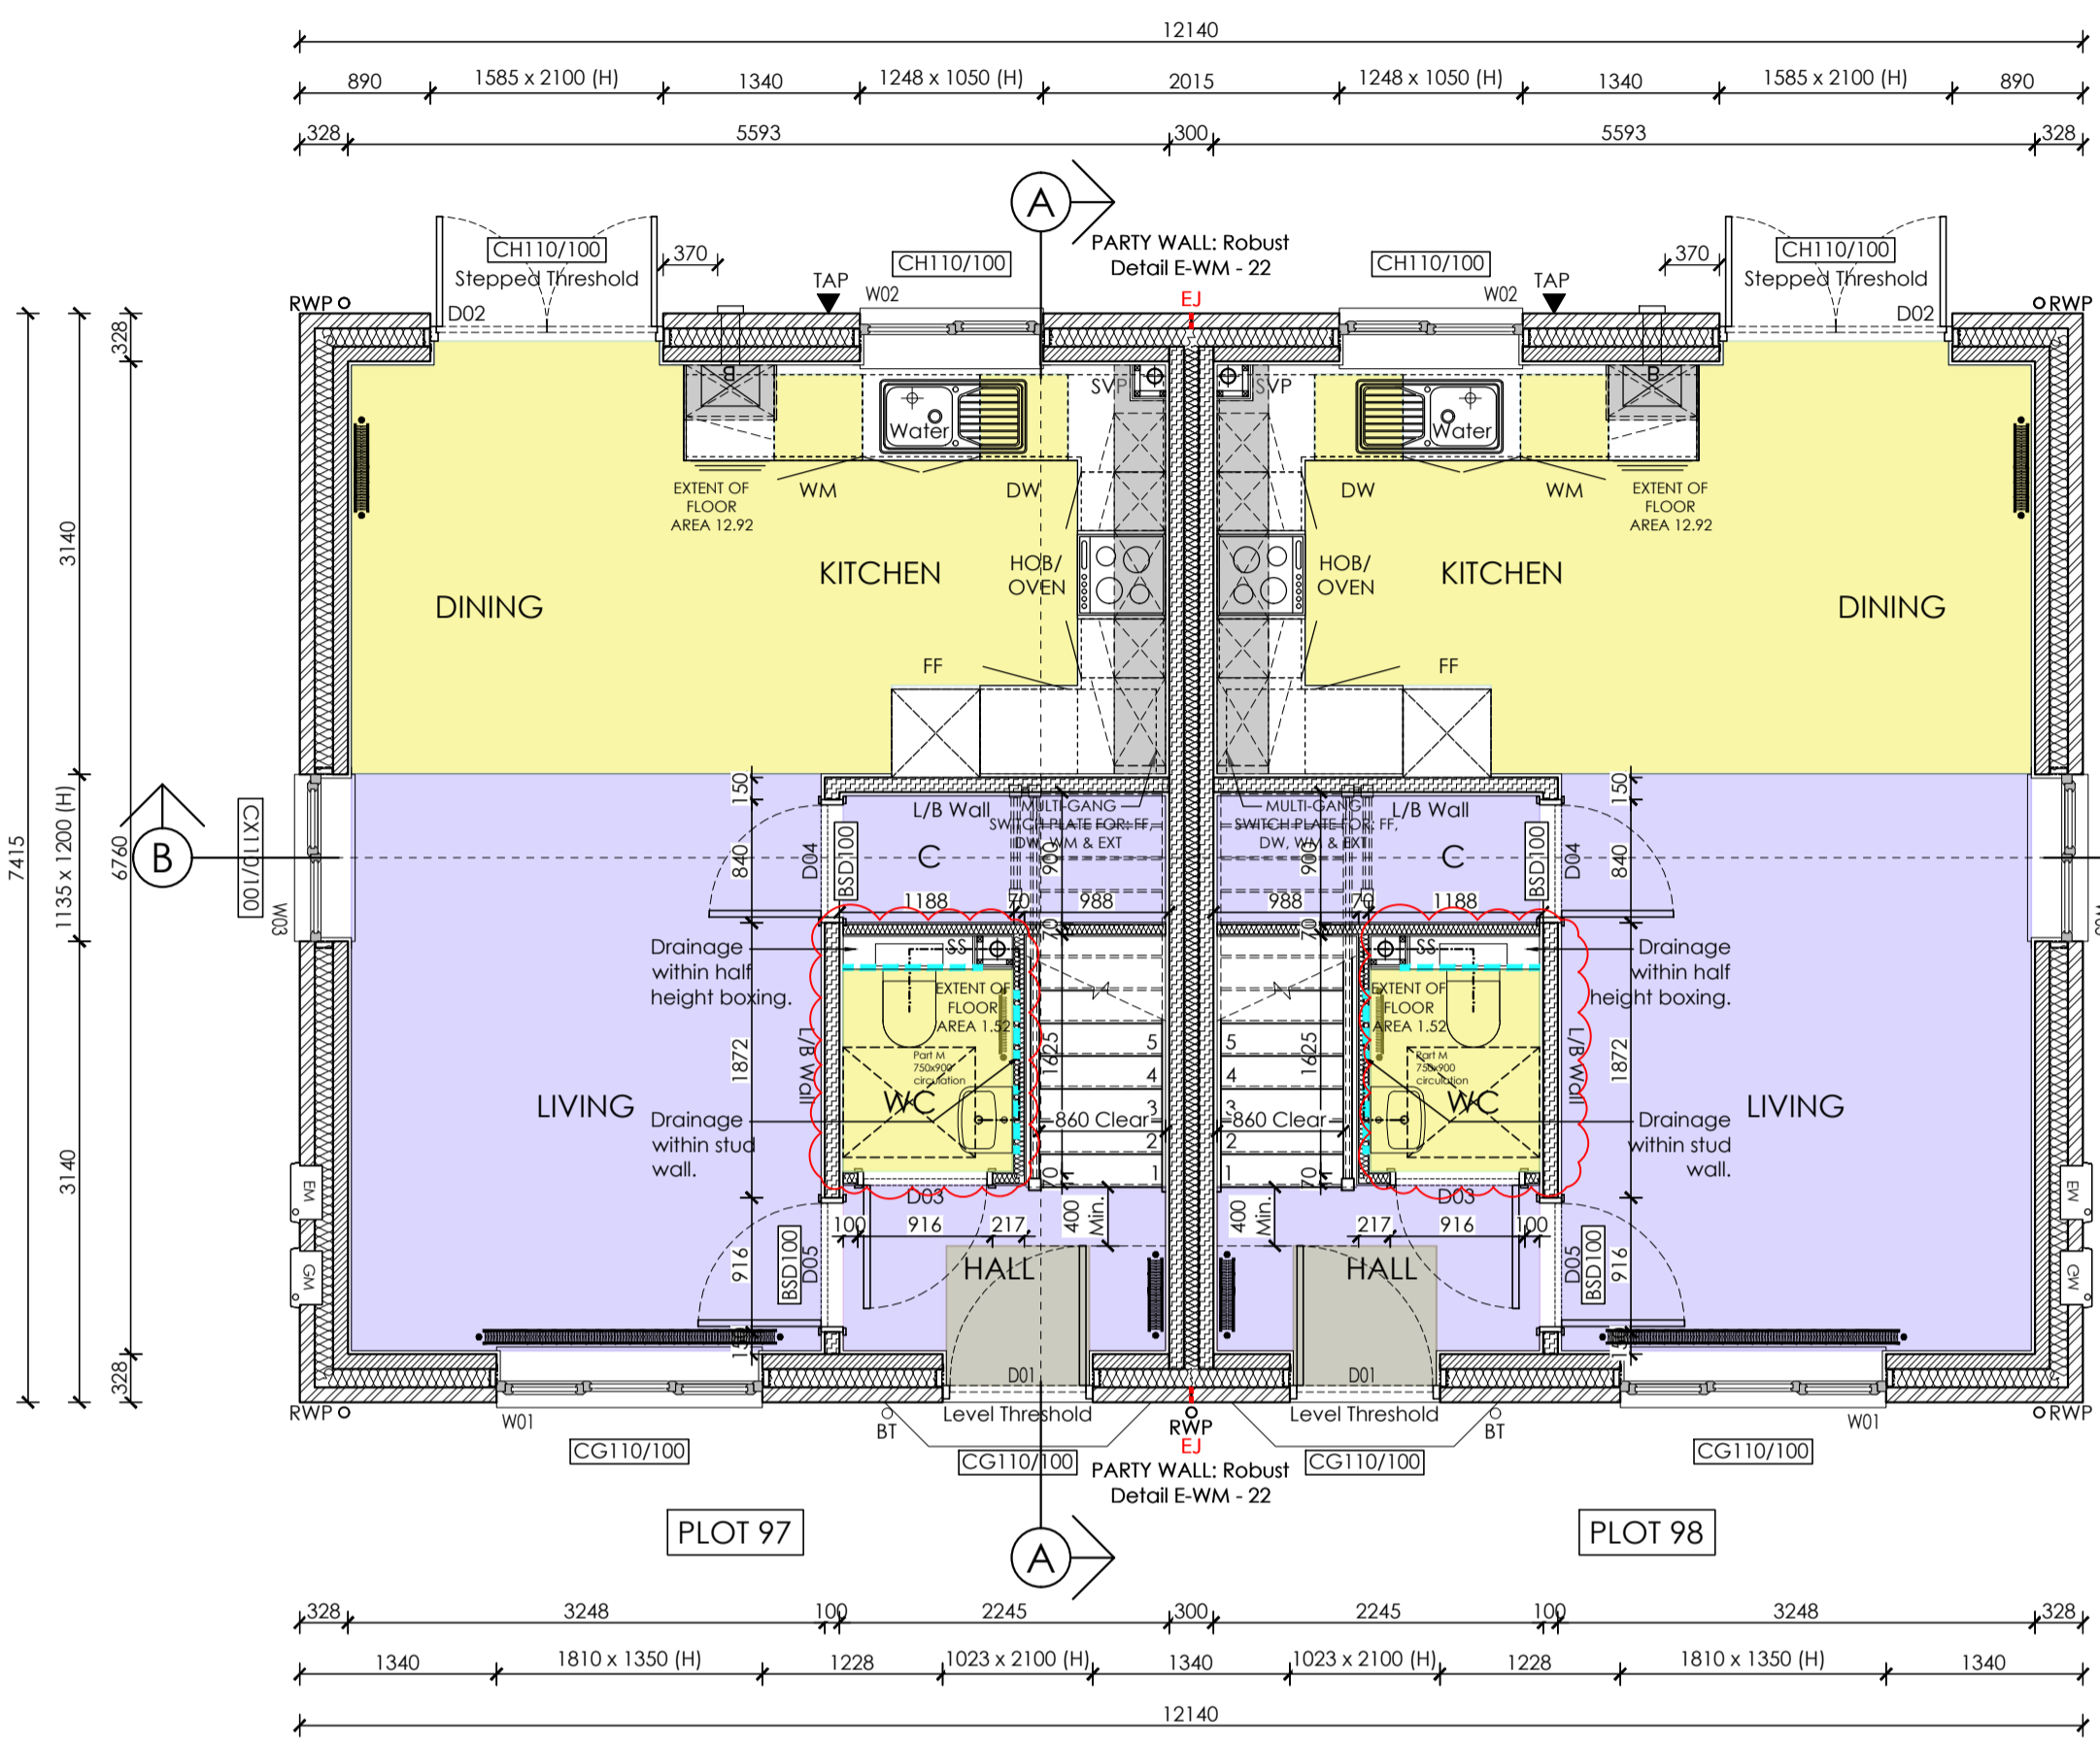 12140
890
1585 x 2100 (H)
1340
1248 x 1050 (H)
2015
1248 x 1050 (H)
1340
1585 x 2100 (H)
890
328
5593
300
5593
328
A
CH110/100
Stepped Threshold
370
CH110/100
PARTY WALL: Robust
Detail E-WM - 22
CH110/100
370
CH110/100
Stepped Threshold
TAP
W02
EJ
W02
TAP
RWP
D02
D02
RWP
B
SVP
SVP
B
Water
Water
EXTENT OF
FLOOR
AREA 12.92
WM
DW
DW
WM
EXTENT OF
FLOOR
AREA 12.92
KITCHEN
HOB/
OVEN
HOB/
OVEN
KITCHEN
DINING
DINING
FF
FF
7415
3140
1135 x 1200 (H)
3140
328
6760
328
B
CX110/100
W03
150
840
1872
916
150
D04
BSD100
L/B Wall
C
MULTI-GANG
SWITCH PLATE FOR: FF,
DW, WM & EXT
900
1188
70
988
70
MULTI-GANG
SWITCH PLATE FOR: FF,
DW, WM & EXT
900
L/B Wall
C
988
70
1188
70
BSD100
D04
150
840
1872
916
150
Drainage
within half
height boxing.
SS
EXTENT OF
FLOOR
AREA 1.52
Part M
750x900
circulation
WC
L/B Wall
Drainage
within stud
wall.
1625
5
4
3
860 Clear
2
1
70
SS
EXTENT OF
FLOOR
AREA 1.52
Part M
750x900
circulation
WC
L/B Wall
Drainage
within half
height boxing.
Drainage
within stud
wall.
1625
5
4
3
860 Clear
2
1
70
LIVING
LIVING
EM
GM
EM
GM
D03
100
916
217
400
Min.
400
Min.
D03
217
916
100
BSD100
D05
HALL
HALL
BSD100
D05
D01
D01
RWP
W01
BT
Level Threshold
RWP
EJ
Level Threshold
BT
W01
RWP
CG110/100
CG110/100
PARTY WALL: Robust
Detail E-WM - 22
CG110/100
CG110/100
PLOT 97
A
PLOT 98
328
3248
100
2245
300
2245
100
3248
328
1340
1810 x 1350 (H)
1228
1023 x 2100 (H)
1340
1023 x 2100 (H)
1228
1810 x 1350 (H)
1340
12140